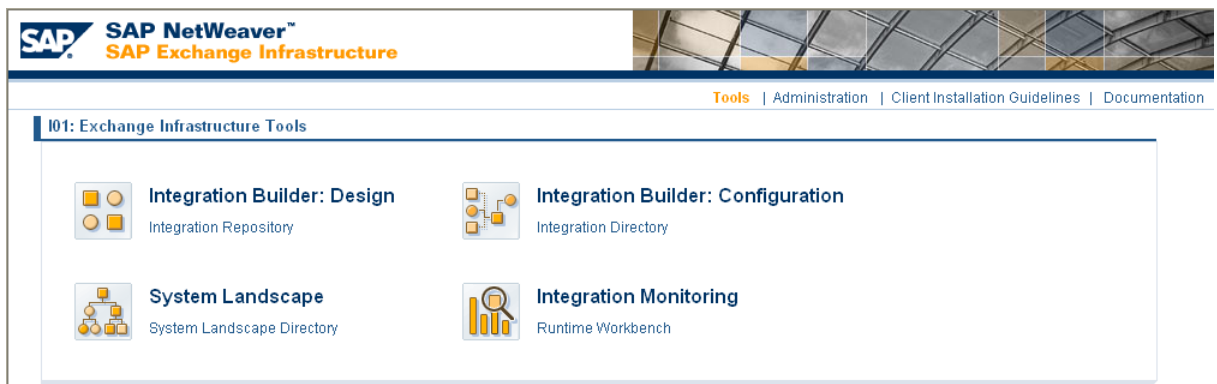 SAP
SAP NetWeaver™
SAP Exchange Infrastructure
Tools | Administration | Client Installation Guidelines | Documentation
I01: Exchange Infrastructure Tools
Integration Builder: Design
Integration Repository
Integration Builder: Configuration
Integration Directory
System Landscape
System Landscape Directory
Integration Monitoring
Runtime Workbench